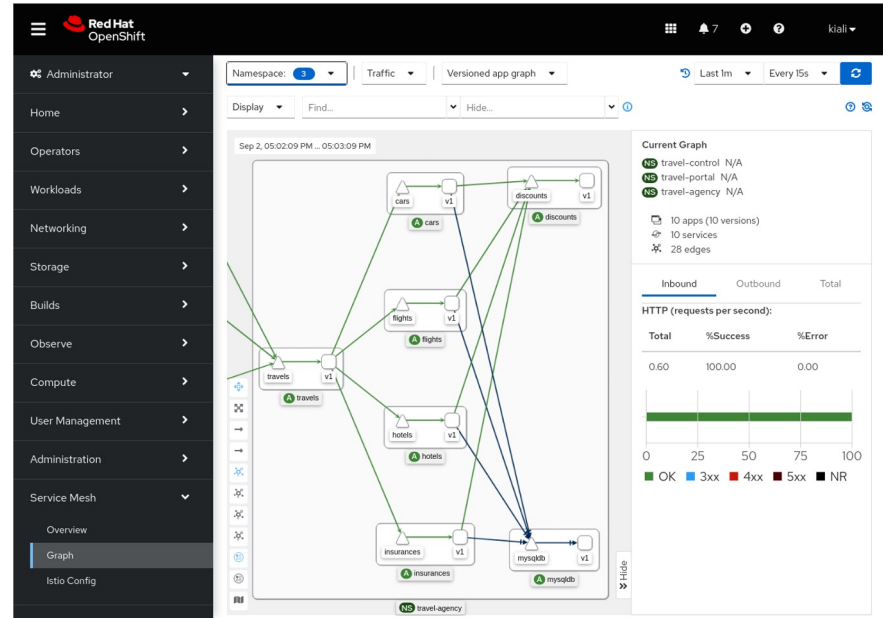 Red Hat
OpenShift
7
kiali
Administrator
Home
Operators
Workloads
Networking
Storage
Builds
Observe
Compute
User Management
Administration
Service Mesh
Overview
Graph
Istio Config
Namespace: 3
Traffic
Versioned app graph
Last 1m
Every 15s
Display
Find...
Hide...
Sep 2, 05:02:09 PM ... 05:03:09 PM
cars
v1
A cars
discounts
v1
A discounts
flights
v1
A flights
travels
v1
A travels
hotels
v1
A hotels
insurances
v1
A insurances
mysqldb
v1
A mysqldb
NS travel-agency
Hide
Current Graph
NS travel-control N/A
NS travel-portal N/A
NS travel-agency N/A
10 apps (10 versions)
10 services
28 edges
Inbound Outbound Total
HTTP (requests per second):
Total %Success %Error
0.60 100.00 0.00
0 25 50 75 100
OK 3xx 4xx 5xx NR